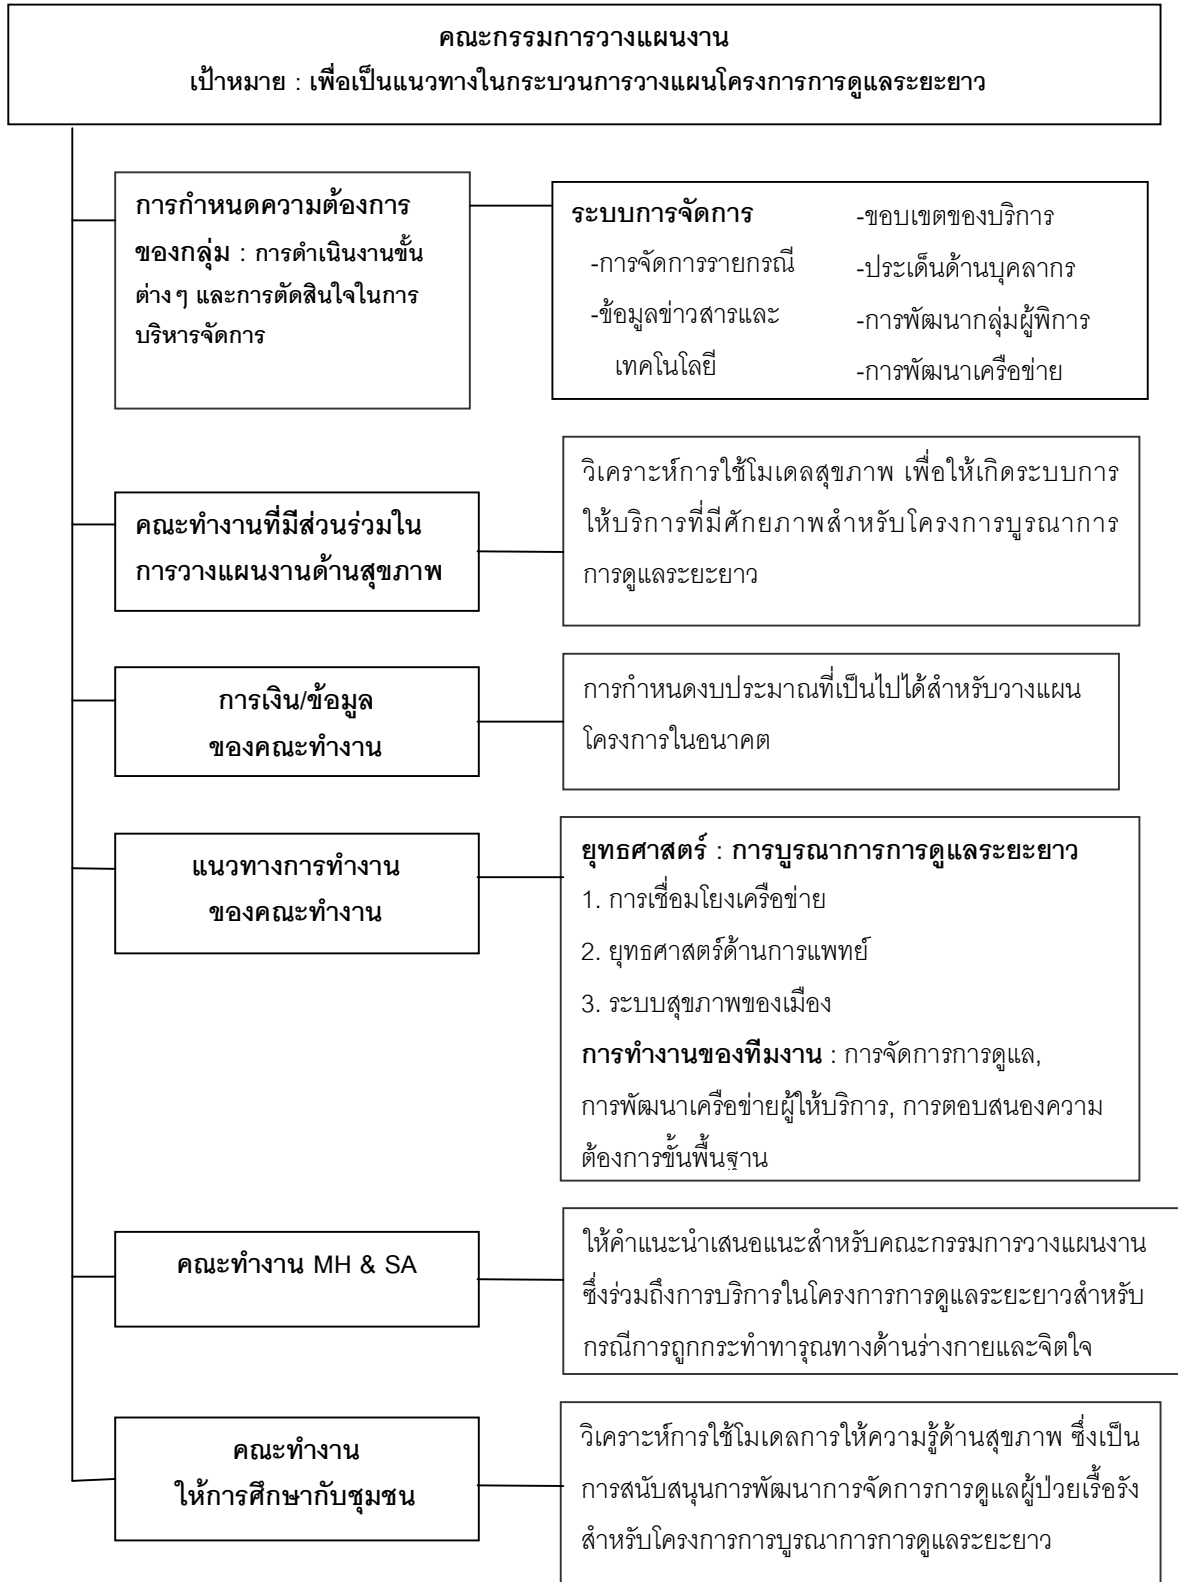 คณะกรรมการวางแผนงาน
เป้าหมาย : เพื่อเป็นแนวทางในกระบวนการวางแผนโครงการการดูแลระยะยาว
การกำหนดความต้องการ
ของกลุ่ม : การดำเนินงานขั้น
ต่างๆ และการตัดสินใจในการ
บริหารจัดการ
ระบบการจัดการ
-การจัดการรายกรณี
-ข้อมูลข่าวสารและ
เทคโนโลยี
-ขอบเขตของบริการ
-ประเด็นด้านบุคลากร
-การพัฒนากลุ่มผู้พิการ
-การพัฒนาเครือข่าย
คณะทำงานที่มีส่วนร่วมใน
การวางแผนงานด้านสุขภาพ
วิเคราะห์การใช้โมเดลสุขภาพ เพื่อให้เกิดระบบการ
ให้บริการที่มีศักยภาพสำหรับโครงการบูรณาการ
การดูแลระยะยาว
การเงิน/ข้อมูล
ของคณะทำงาน
การกำหนดงบประมาณที่เป็นไปได้สำหรับวางแผน
โครงการในอนาคต
แนวทางการทำงาน
ของคณะทำงาน
ยุทธศาสตร์ : การบูรณาการการดูแลระยะยาว
1. การเชื่อมโยงเครือข่าย
2. ยุทธศาสตร์ด้านการแพทย์
3. ระบบสุขภาพของเมือง
การทำงานของทีมงาน : การจัดการการดูแล,
การพัฒนาเครือข่ายผู้ให้บริการ, การตอบสนองความ
ต้องการขั้นพื้นฐาน
คณะทำงาน MH & SA
ให้คำแนะนำเสนอแนะสำหรับคณะกรรมการวางแผนงาน
ซึ่งร่วมถึงการบริการในโครงการการดูแลระยะยาวสำหรับ
กรณีการถูกกระทำทารุณทางด้านร่างกายและจิตใจ
คณะทำงาน
ให้การศึกษากับชุมชน
วิเคราะห์การใช้โมเดลการให้ความรู้ด้านสุขภาพ ซึ่งเป็น
การสนับสนุนการพัฒนาการจัดการการดูแลผู้ป่วยเรื้อรัง
สำหรับโครงการการบูรณาการการดูแลระยะยาว